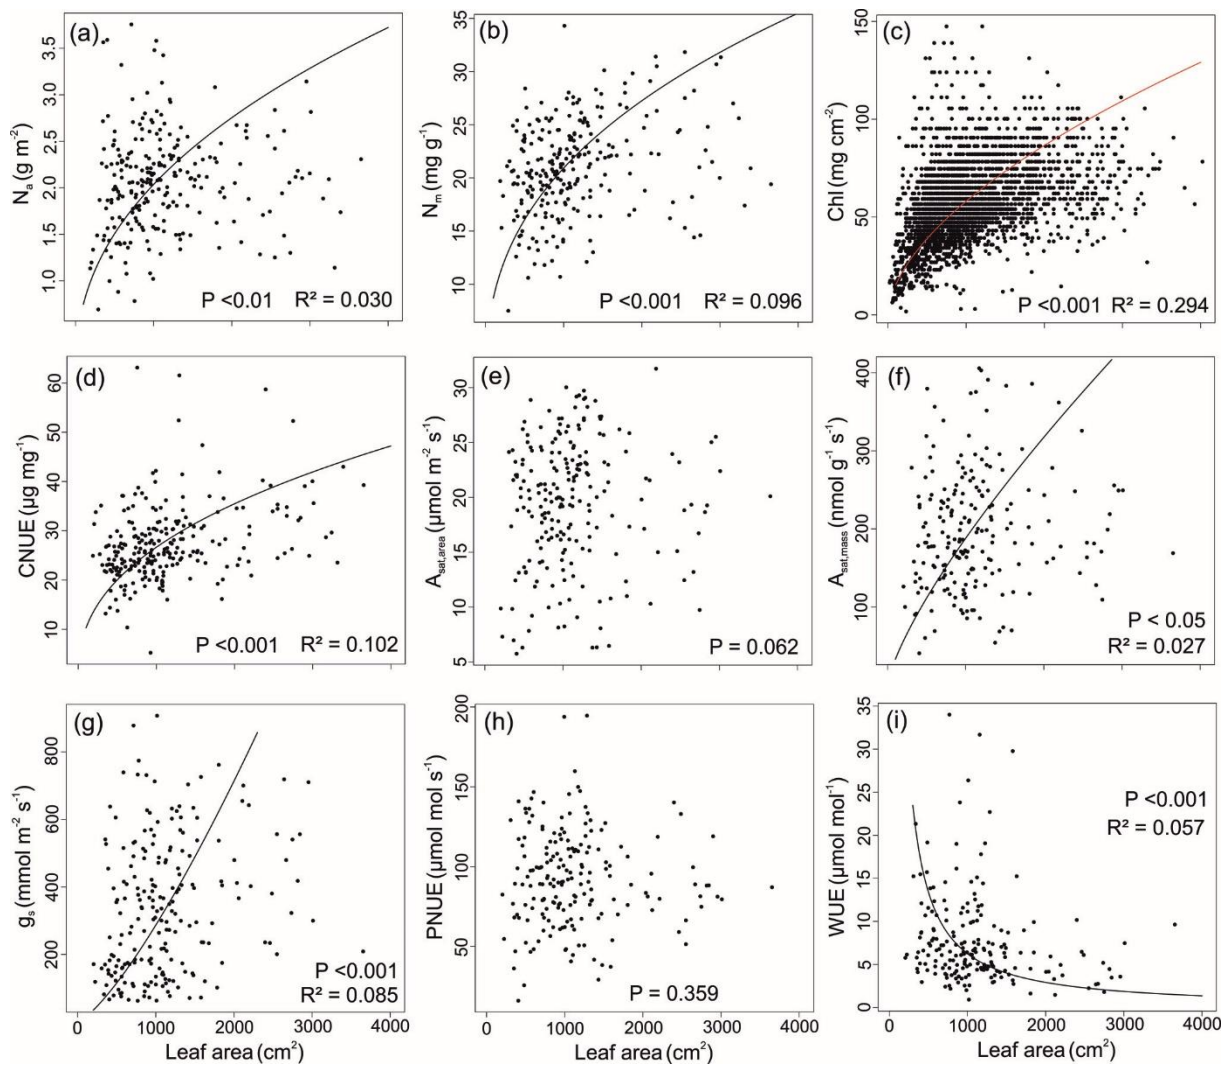 (a)
3.5
3.0
2.5
2.0
1.5
1.0
Nₐ (g m⁻²)
P <0.01 R² = 0.030
(b)
35
30
25
20
15
10
Nₘ (mg g⁻¹)
P <0.001 R² = 0.096
(c)
150
100
50
0
Chl (mg cm⁻²)
P <0.001 R² = 0.294
(d)
60
50
40
30
20
10
CNUE (µg mg⁻¹)
P <0.001 R² = 0.102
(e)
30
25
20
15
10
5
Asat,area (µmol m⁻² s⁻¹)
P = 0.062
(f)
400
300
200
100
Asat,mass (nmol g⁻¹ s⁻¹)
P < 0.05
R² = 0.027
(g)
800
600
400
200
gₛ (mmol m⁻² s⁻¹)
P <0.001
R² = 0.085
0 1000 2000 3000 4000
Leaf area (cm²)
(h)
200
150
100
50
PNUE (µmol mol s⁻¹)
P = 0.359
0 1000 2000 3000 4000
Leaf area (cm²)
(i)
35
30
25
20
15
10
5
0
WUE (µmol mol⁻¹)
P <0.001
R² = 0.057
0 1000 2000 3000 4000
Leaf area (cm²)